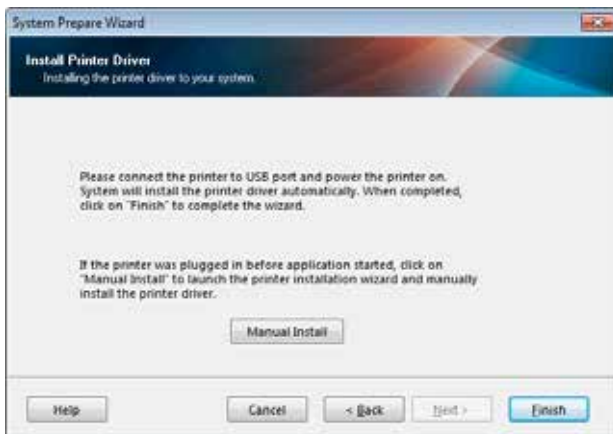 System Prepare Wizard
Install Printer Driver
Installing the printer driver to your system.
Please connect the printer to USB port and power the printer on.
System will install the printer driver automatically. When completed,
click on "Finish" to complete the wizard.
If the printer was plugged in before application started, click on
"Manual Install" to launch the printer installation wizard and manually
install the printer driver.
Manual Install
Help
Cancel
< Back
Next >
Finish